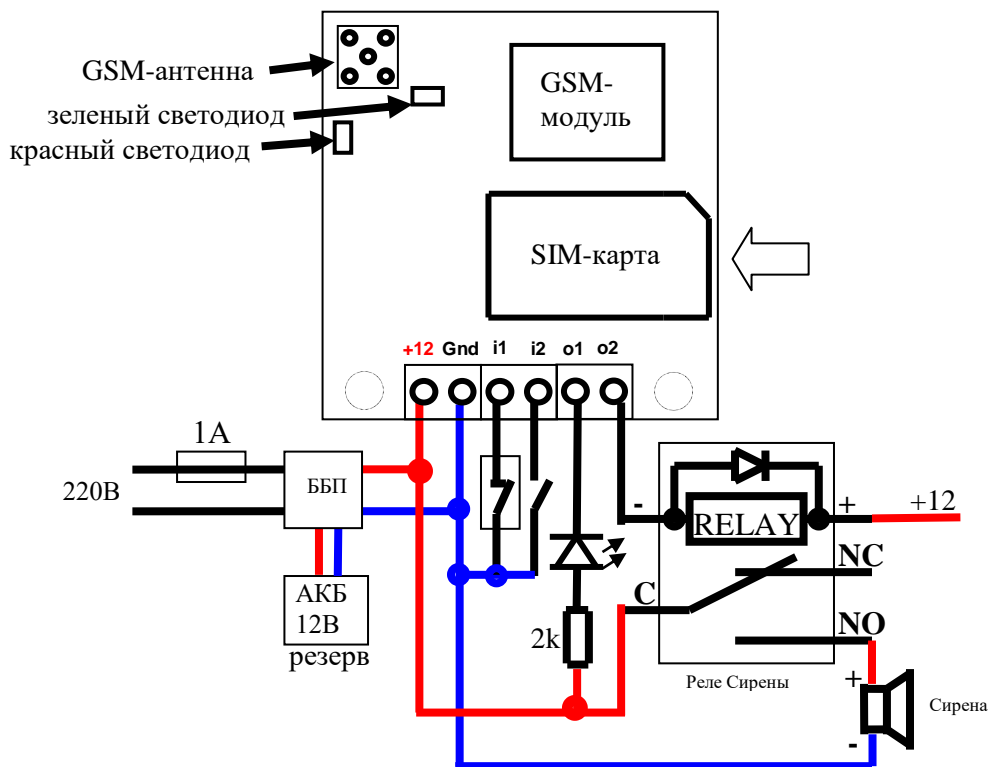 GSM-антенна
зеленый светодиод
красный светодиод
GSM-
модуль
SIM-карта
+12 Gnd i1 i2 o1 o2
1А
220В
ББП
АКБ
12В
резерв
2k
- RELAY +
+12
C
NC
NO
Реле Сирены
+
-
Сирена